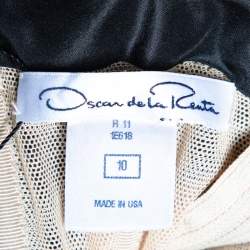 Oscar de la Renta
R 11
1E618
10
MADE IN USA